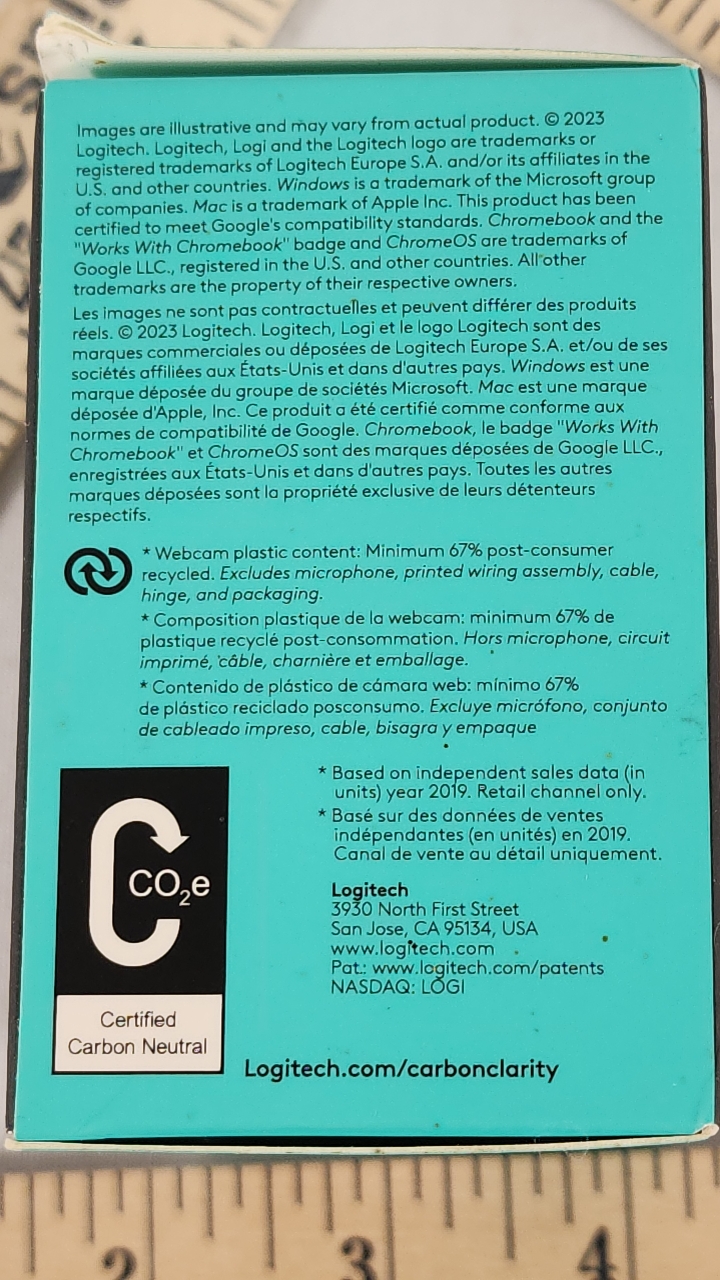 Images are illustrative and may vary from actual product. © 2023
Logitech. Logitech, Logi and the Logitech logo are trademarks or
registered trademarks of Logitech Europe S.A. and/or its affiliates in the
U.S. and other countries. Windows is a trademark of the Microsoft group
of companies. Mac is a trademark of Apple Inc. This product has been
certified to meet Google's compatibility standards. Chromebook and the
"Works With Chromebook" badge and ChromeOS are trademarks of
Google LLC., registered in the U.S. and other countries. All other
trademarks are the property of their respective owners.
Les images ne sont pas contractuelles et peuvent différer des produits
réels. © 2023 Logitech. Logitech, Logi et le logo Logitech sont des
marques commerciales ou déposées de Logitech Europe S.A. et/ou de ses
sociétés affiliées aux États-Unis et dans d'autres pays. Windows est une
marque déposée du groupe de sociétés Microsoft. Mac est une marque
déposée d'Apple, Inc. Ce produit a été certifié comme conforme aux
normes de compatibilité de Google. Chromebook, le badge "Works With
Chromebook" et ChromeOS sont des marques déposées de Google LLC.,
enregistrées aux États-Unis et dans d'autres pays. Toutes les autres
marques déposées sont la propriété exclusive de leurs détenteurs
respectifs.
* Webcam plastic content: Minimum 67% post-consumer
recycled. Excludes microphone, printed wiring assembly, cable,
hinge, and packaging.
* Composition plastique de la webcam: minimum 67% de
plastique recyclé post-consommation. Hors microphone, circuit
imprimé, câble, charnière et emballage.
* Contenido de plástico de cámara web: mínimo 67%
de plástico reciclado posconsumo. Excluye micrófono, conjunto
de cableado impreso, cable, bisagra y empaque
* Based on independent sales data (in
units) year 2019. Retail channel only.
* Basé sur des données de ventes
indépendantes (en unités) en 2019.
Canal de vente au détail uniquement.
CO₂e
Certified
Carbon Neutral
Logitech
3930 North First Street
San Jose, CA 95134, USA
www.logitech.com
Pat.: www.logitech.com/patents
NASDAQ: LOGI
Logitech.com/carbonclarity
2 3 4